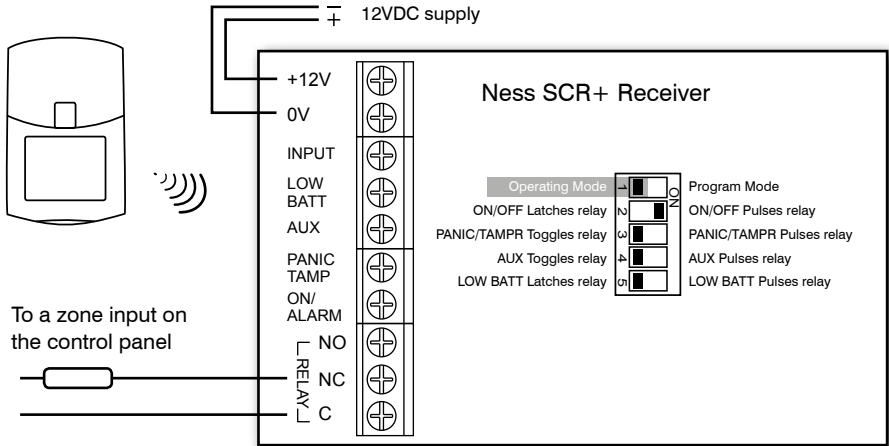 12VDC supply
+12V
0V
INPUT
LOW
BATT
AUX
PANIC
TAMP
ON/
ALARM
NO
NC
C
RELAY
To a zone input on
the control panel
Ness SCR+ Receiver
Operating Mode 1 Program Mode
ON/OFF Latches relay 2 ON/OFF Pulses relay
PANIC/TAMPR Toggles relay 3 PANIC/TAMPR Pulses relay
AUX Toggles relay 4 AUX Pulses relay
LOW BATT Latches relay 5 LOW BATT Pulses relay
ON